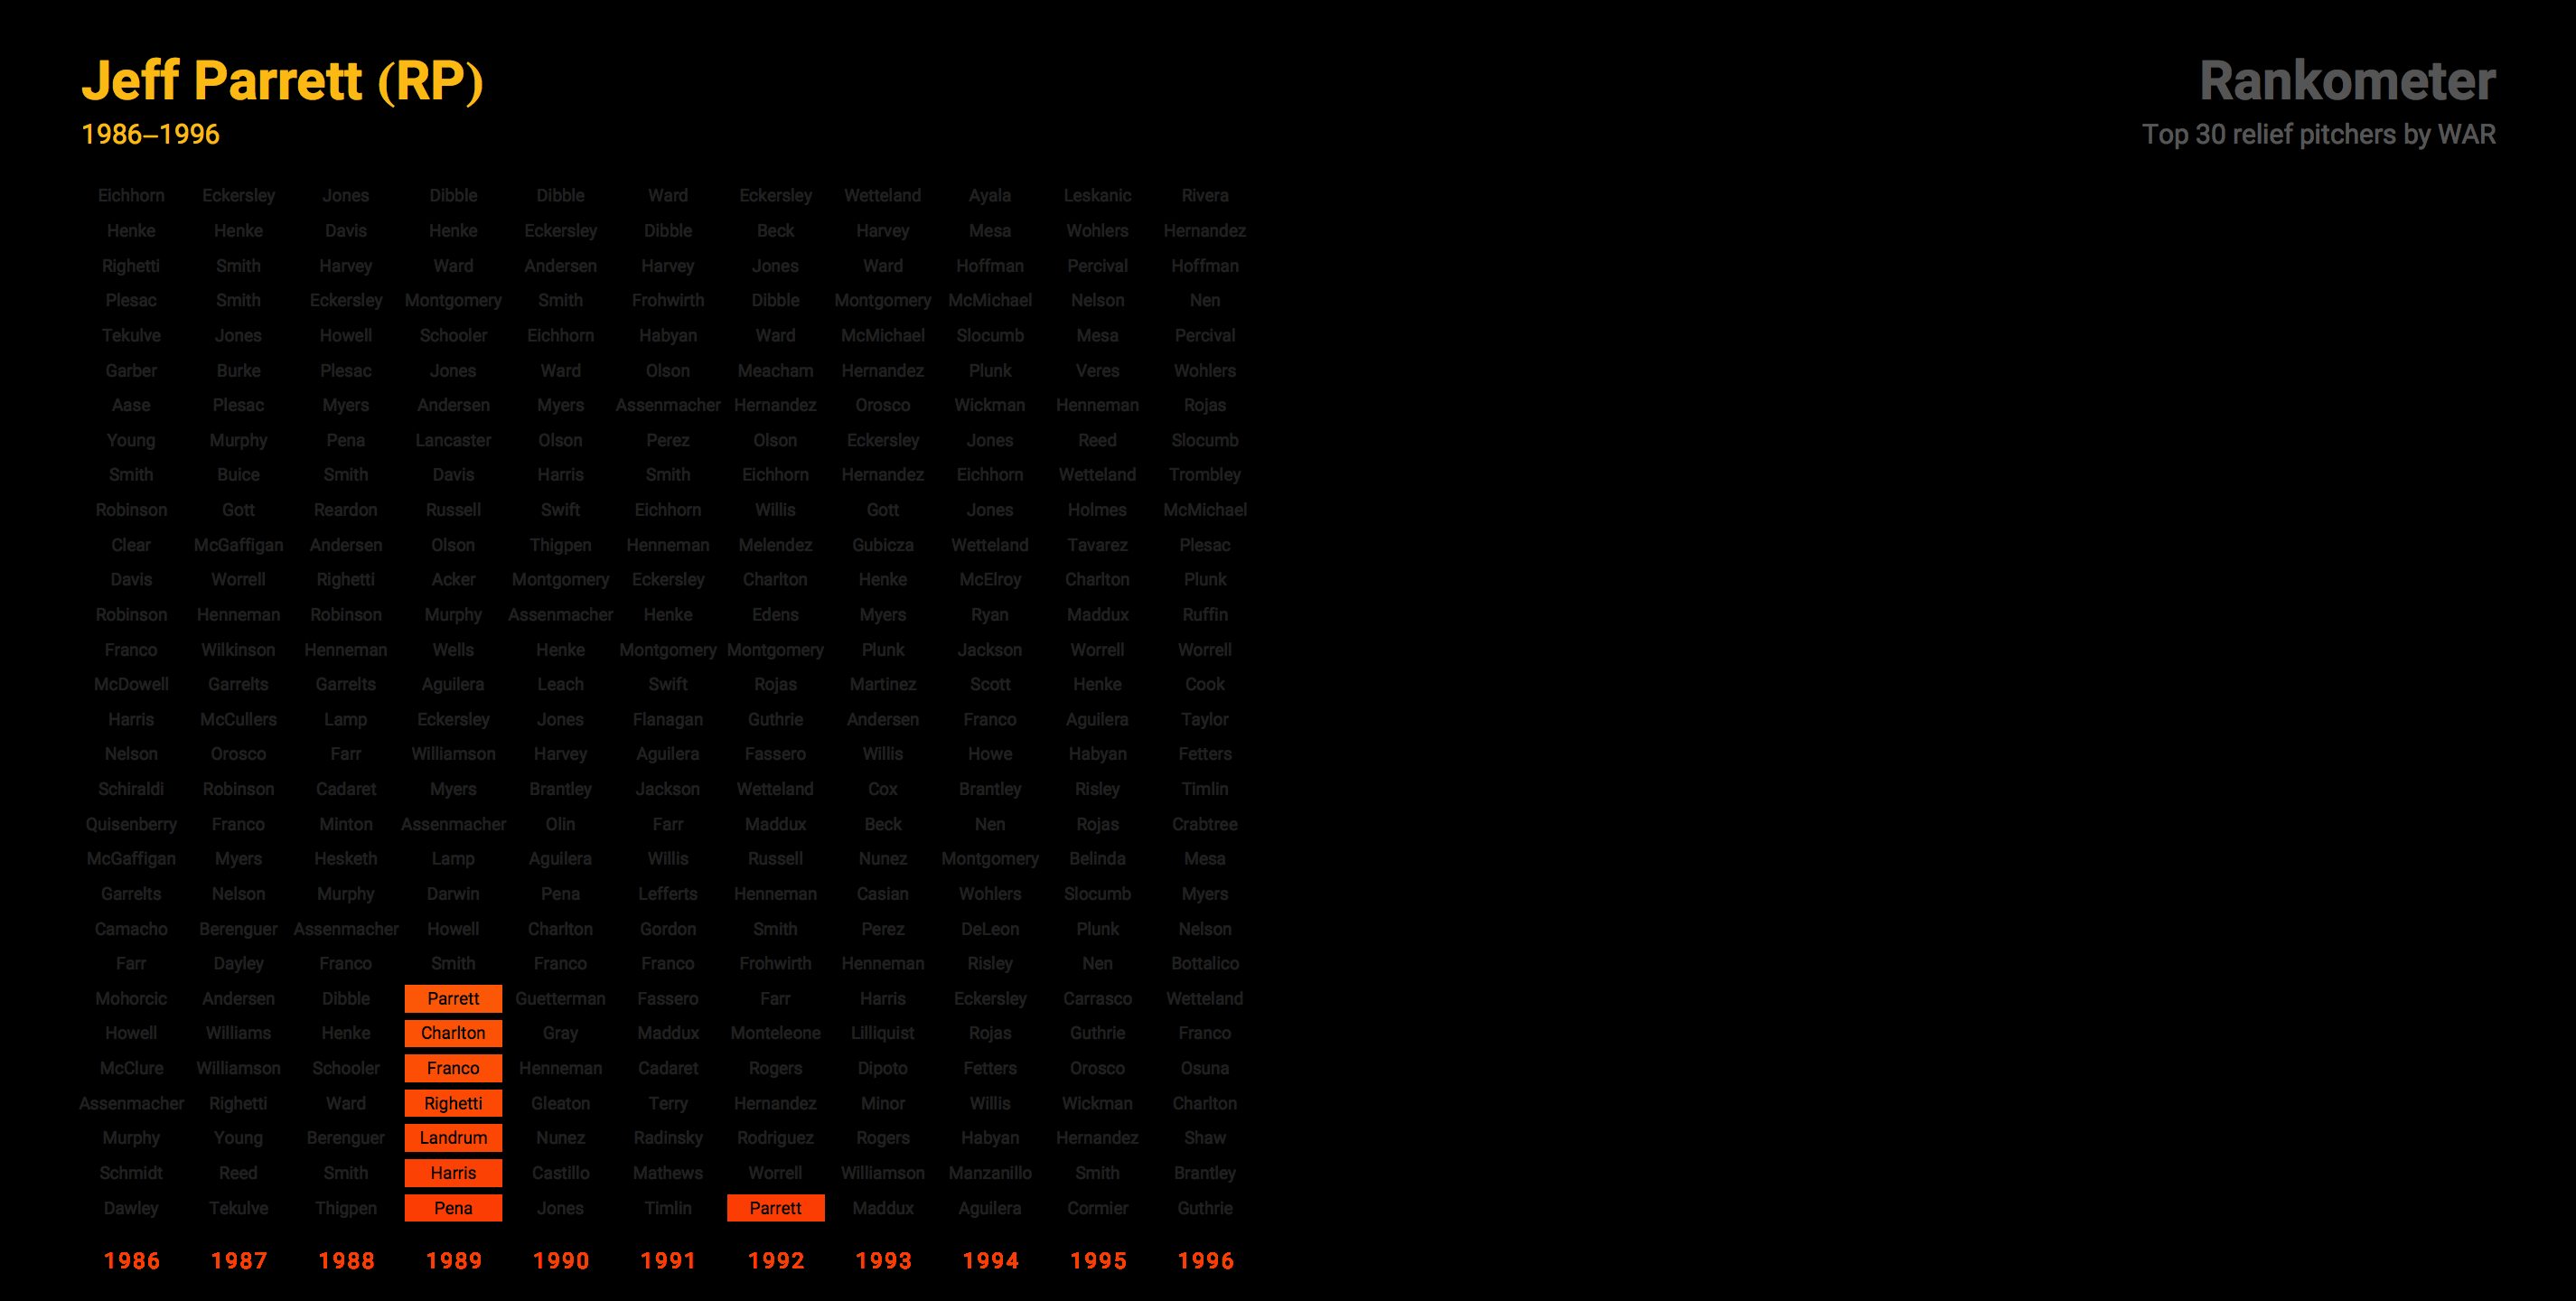 Jeff Parrett (RP)
1986–1996
Rankometer
Top 30 relief pitchers by WAR
Eichhorn Eckersley Jones Dibble Dibble Ward Eckersley Wetteland Ayala Leskanic Rivera
Henke Henke Davis Henke Eckersley Dibble Beck Harvey Mesa Wohlers Hernandez
Righetti Smith Harvey Ward Andersen Harvey Jones Ward Hoffman Percival Hoffman
Plesac Smith Eckersley Montgomery Smith Frohwirth Dibble Montgomery McMichael Nelson Nen
Tekulve Jones Howell Schooler Eichhorn Habyan Ward McMichael Slocumb Mesa Percival
Garber Burke Plesac Jones Ward Olson Meacham Hernandez Plunk Veres Wohlers
Aase Plesac Myers Andersen Myers Assenmacher Hernandez Orosco Wickman Henneman Rojas
Young Murphy Pena Lancaster Olson Perez Olson Eckersley Jones Reed Slocumb
Smith Buice Smith Davis Harris Smith Eichhorn Hernandez Eichhorn Wetteland Trombley
Robinson Gott Reardon Russell Swift Eichhorn Willis Gott Jones Holmes McMichael
Clear McGaffigan Andersen Olson Thigpen Henneman Melendez Gubicza Wetteland Tavarez Plesac
Davis Worrell Righetti Acker Montgomery Eckersley Charlton Henke McElroy Charlton Plunk
Robinson Henneman Robinson Murphy Assenmacher Henke Edens Myers Ryan Maddux Ruffin
Franco Wilkinson Henneman Wells Henke Montgomery Montgomery Plunk Jackson Worrell Worrell
McDowell Garrelts Garrelts Aguilera Leach Swift Rojas Martinez Scott Henke Cook
Harris McCullers Lamp Eckersley Jones Flanagan Guthrie Andersen Franco Aguilera Taylor
Nelson Orosco Farr Williamson Harvey Aguilera Fassero Willis Howe Habyan Fetters
Schiraldi Robinson Cadaret Myers Brantley Jackson Wetteland Cox Brantley Risley Timlin
Quisenberry Franco Minton Assenmacher Olin Farr Maddux Beck Nen Rojas Crabtree
McGaffigan Myers Hesketh Lamp Aguilera Willis Russell Nunez Montgomery Belinda Mesa
Garrelts Nelson Murphy Darwin Pena Lefferts Henneman Casian Wohlers Slocumb Myers
Camacho Berenguer Assenmacher Howell Charlton Gordon Smith Perez DeLeon Plunk Nelson
Farr Dayley Franco Smith Franco Franco Frohwirth Henneman Risley Nen Bottalico
Mohorcic Andersen Dibble Parrett Guetterman Fassero Farr Harris Eckersley Carrasco Wetteland
Howell Williams Henke Charlton Gray Maddux Monteleone Lilliquist Rojas Guthrie Franco
McClure Williamson Schooler Franco Henneman Cadaret Rogers Dipoto Fetters Orosco Osuna
Assenmacher Righetti Ward Righetti Gleaton Terry Hernandez Minor Willis Wickman Charlton
Murphy Young Berenguer Landrum Nunez Radinsky Rodriguez Rogers Habyan Hernandez Shaw
Schmidt Reed Smith Harris Castillo Mathews Worrell Williamson Manzanillo Smith Brantley
Dawley Tekulve Thigpen Pena Jones Timlin Parrett Maddux Aguilera Cormier Guthrie
1986 1987 1988 1989 1990 1991 1992 1993 1994 1995 1996